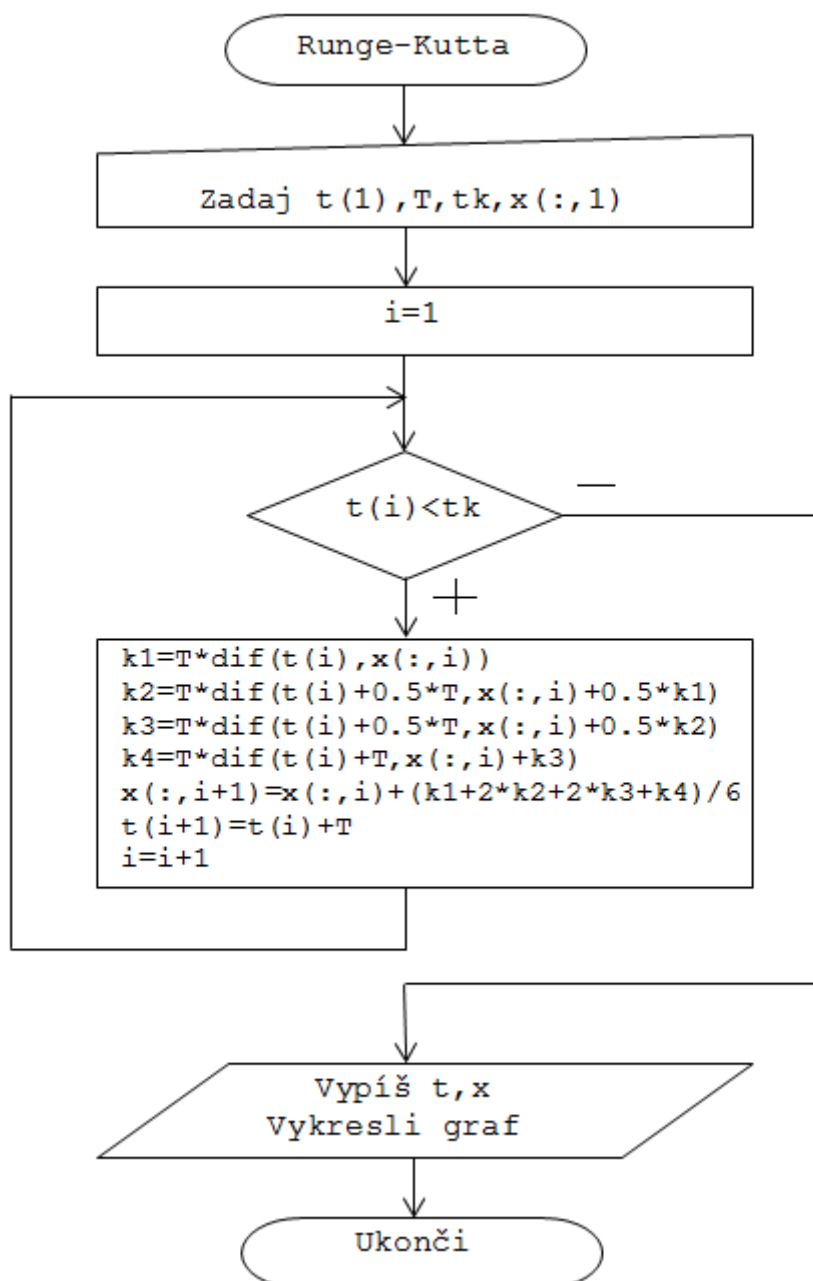 Runge-Kutta
Zadaj t(1),T,tk,x(:,1)
i=1
t(i)<tk
—
+
k1=T*dif(t(i),x(:,i))
k2=T*dif(t(i)+0.5*T,x(:,i)+0.5*k1)
k3=T*dif(t(i)+0.5*T,x(:,i)+0.5*k2)
k4=T*dif(t(i)+T,x(:,i)+k3)
x(:,i+1)=x(:,i)+(k1+2*k2+2*k3+k4)/6
t(i+1)=t(i)+T
i=i+1
Vypíš t,x
Vykresli graf
Ukonči